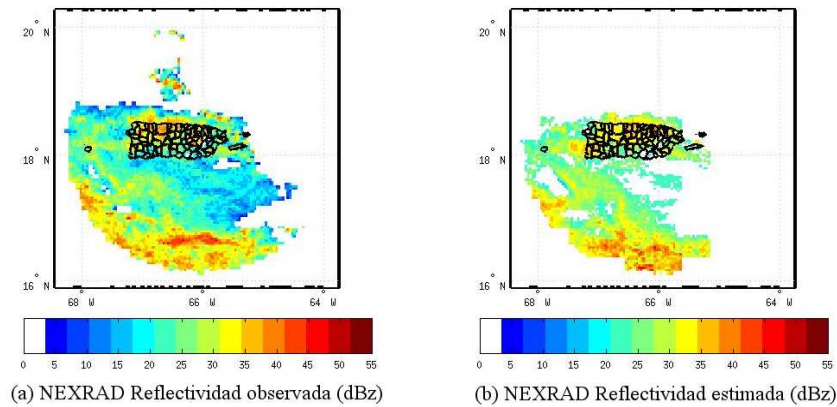 20 ° N
18 ° N
16 ° N
68 ° W
66 ° W
64 ° W
0 5 10 15 20 25 30 35 40 45 50 55
(a) NEXRAD Reflectividad observada (dBz)
20 ° N
18 ° N
16 ° N
68 ° W
66 ° W
64 ° W
0 5 10 15 20 25 30 35 40 45 50 55
(b) NEXRAD Reflectividad estimada (dBz)